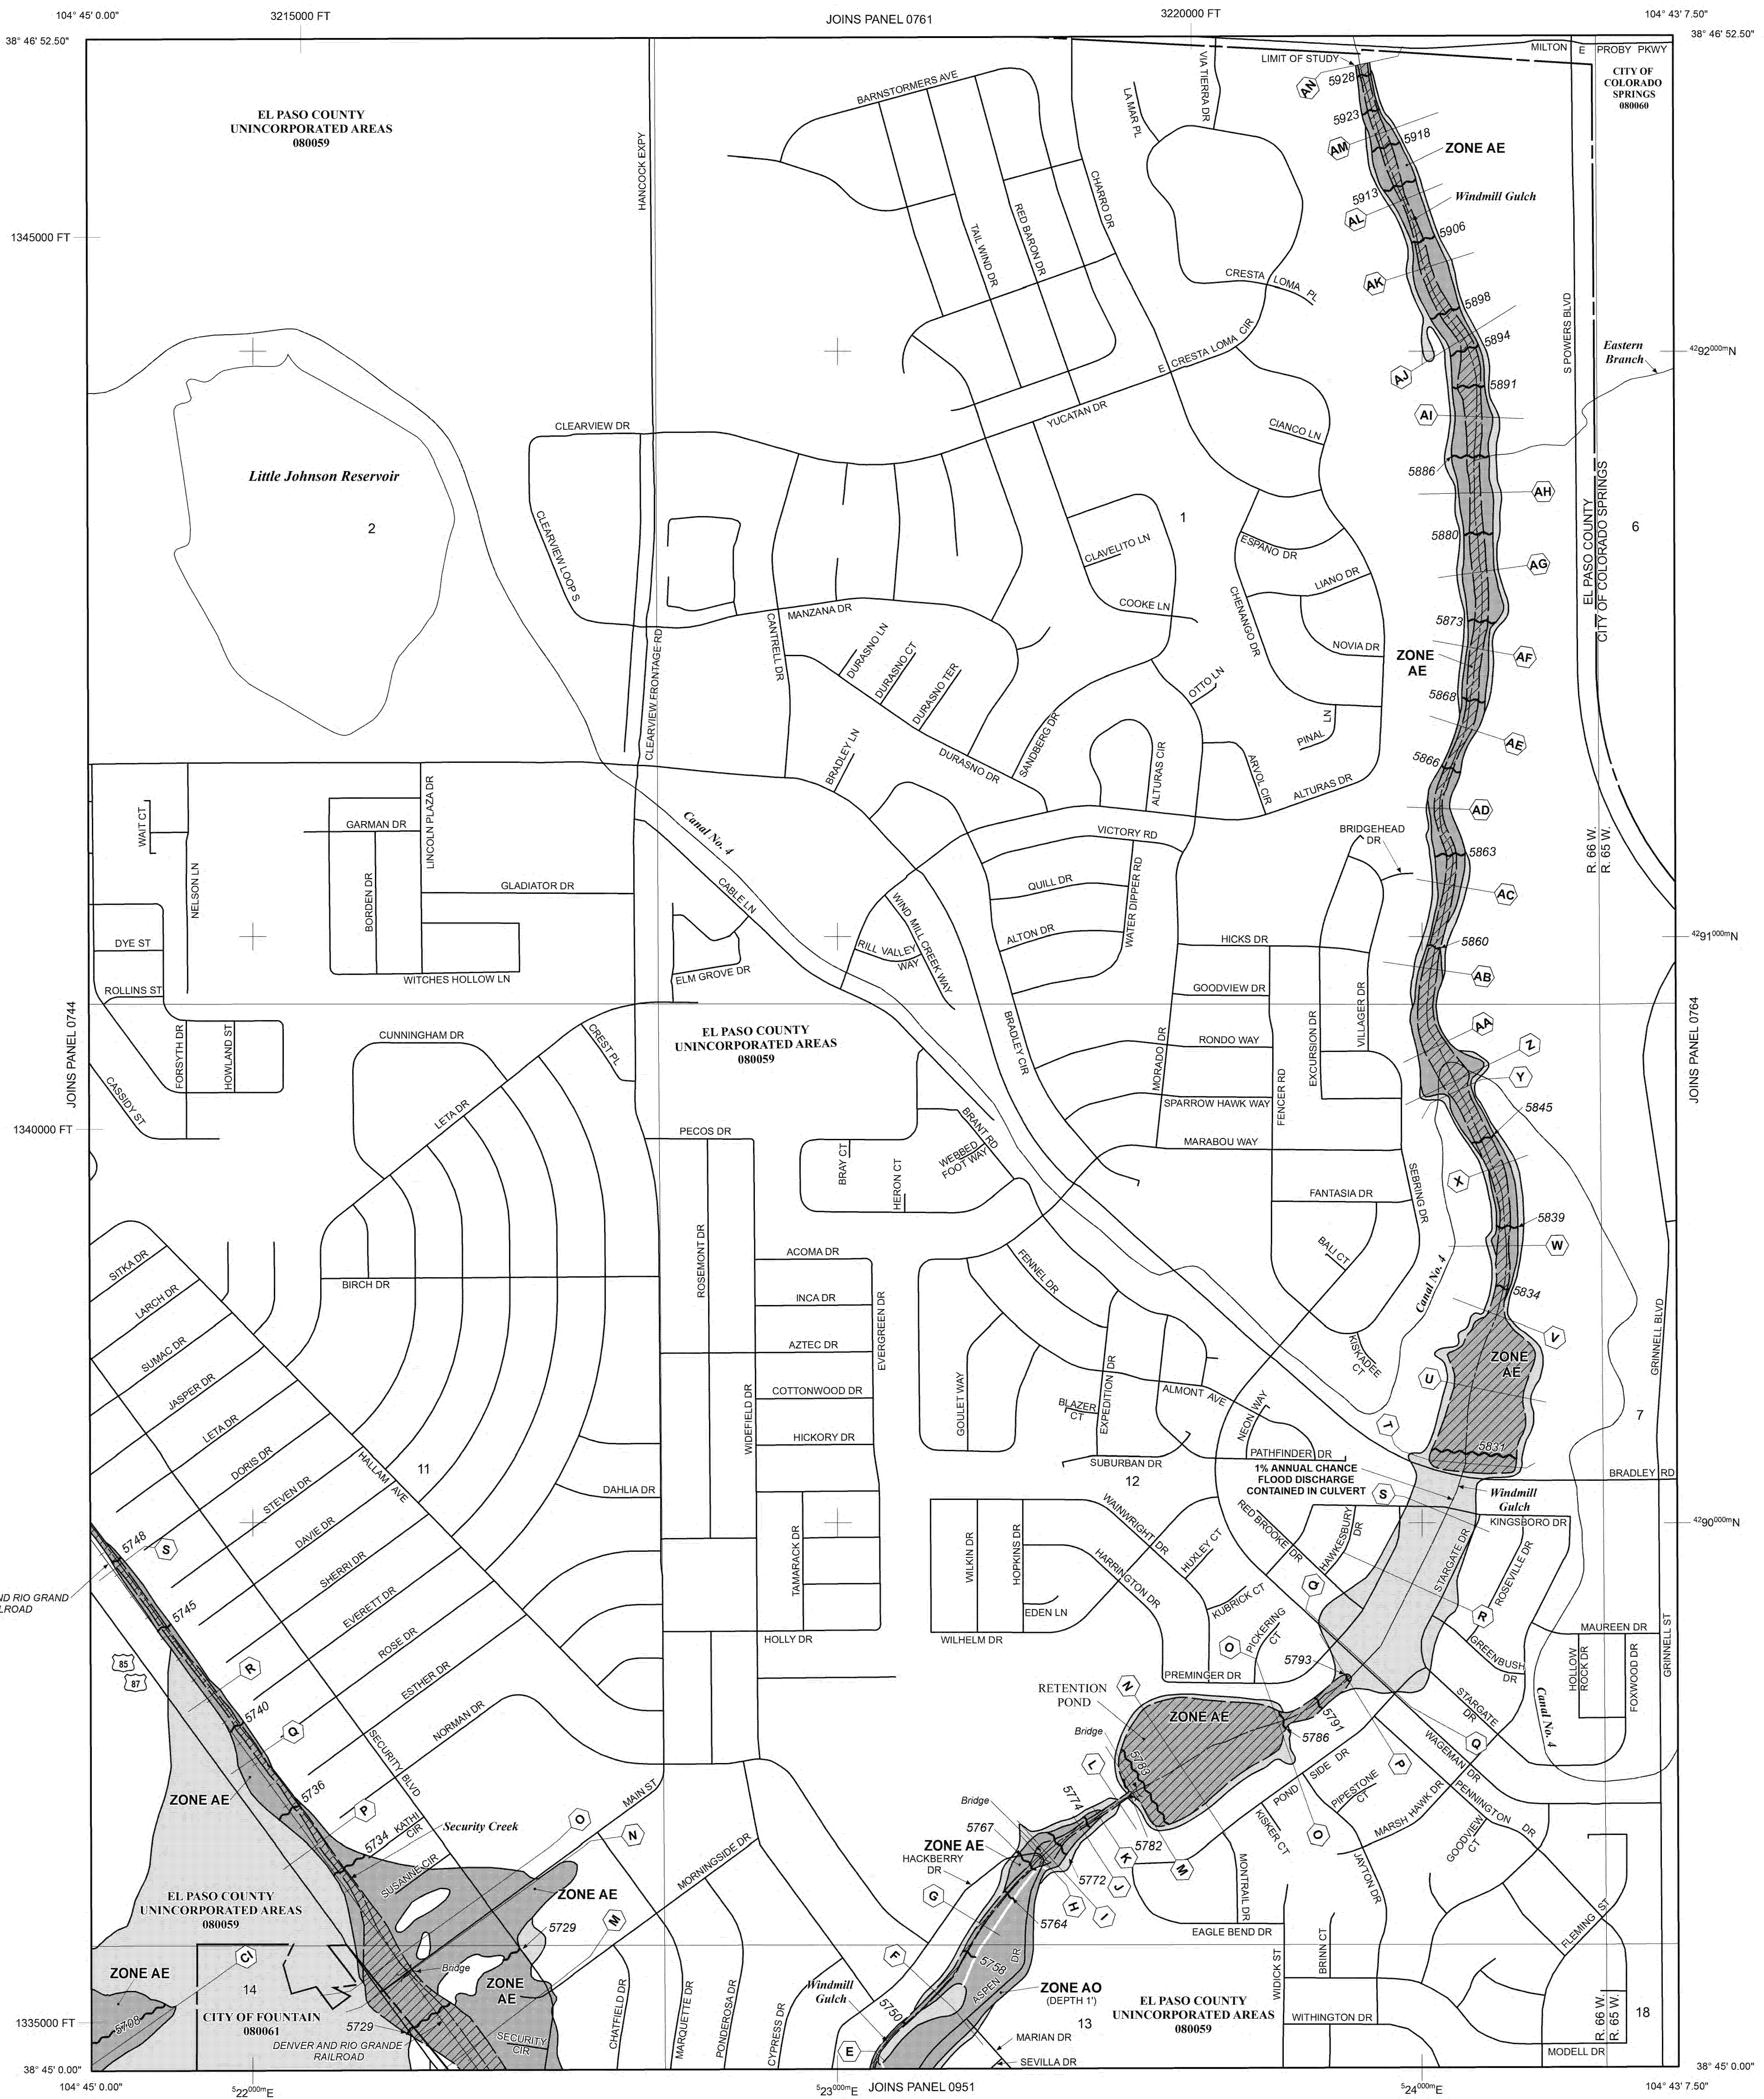 104° 45' 0.00"
3215000 FT
JOINS PANEL 0761
3220000 FT
104° 43' 7.50"
38° 46' 52.50"
38° 46' 52.50"
LIMIT OF STUDY
MILTON E PROBY PKWY
CITY OF
COLORADO
SPRINGS
080060
EL PASO COUNTY
UNINCORPORATED AREAS
080059
HANCOCK EXPY
BARNSTORMERS AVE
LA MAR PL
VIA TIERRA DR
AN
5928
5923
AM
5918
ZONE AE
5913
AL
Windmill Gulch
5906
1345000 FT
TAIL WIND DR
RED BARON DR
CHARRO DR
CRESTA LOMA PL
AK
5898
5894
S POWERS BLVD
Eastern
Branch
4292000mN
AJ
5891
E CRESTA LOMA CIR
YUCATAN DR
CIANCO LN
AI
CLEARVIEW DR
Little Johnson Reservoir
2
5886
AH
1
6
CLEARVIEW LOOP S
CLAVELITO LN
ESPANO DR
5880
EL PASO COUNTY
CITY OF COLORADO SPRINGS
AG
LIANO DR
COOKE LN
CHENANGO DR
MANZANA DR
CANTRELL DR
CLEARVIEW FRONTAGE RD
DURASNO LN
DURASNO CT
DURASNO TER
5873
NOVIA DR
ZONE
AE
AF
OTTO LN
5868
PINAL LN
AE
BRADLEY LN
DURASNO DR
SANDBERG DR
ALTURAS CIR
ARVOL CIR
ALTURAS DR
5866
WAIT CT
LINCOLN PLAZA DR
GARMAN DR
Canal No. 4
VICTORY RD
BRIDGEHEAD
DR
AD
5863
R. 66 W.
R. 65 W.
NELSON LN
BORDEN DR
GLADIATOR DR
CABLE LN
QUILL DR
WATER DIPPER RD
AC
WIND MILL CREEK WAY
RILL VALLEY
WAY
ALTON DR
HICKS DR
5860
4291000mN
DYE ST
WITCHES HOLLOW LN
ELM GROVE DR
AB
ROLLINS ST
GOODVIEW DR
EXCURSION DR
VILLAGER DR
JOINS PANEL 0744
JOINS PANEL 0764
FORSYTH DR
HOWLAND ST
CUNNINGHAM DR
CREST PL
EL PASO COUNTY
UNINCORPORATED AREAS
080059
BRADLEY CIR
MORADO DR
RONDO WAY
AA
Z
Y
CASSIDY ST
FENCER RD
SPARROW HAWK WAY
5845
1340000 FT
LETA DR
PECOS DR
BRANT RD
WEBBED
FOOT WAY
BRAY CT
HERON CT
MARABOU WAY
FANTASIA DR
SEBRING DR
X
5839
W
SITKA DR
LARCH DR
BIRCH DR
ROSEMONT DR
ACOMA DR
INCA DR
EVERGREEN DR
FENNEL DR
BALI CT
Canal No. 4
5834
V
SUMAC DR
AZTEC DR
KISKADEE
CT
ZONE
AE
GRINNELL BLVD
JASPER DR
COTTONWOOD DR
WIDEFIELD DR
GOULET WAY
BLAZER
CT
EXPEDITION DR
ALMONT AVE
NEON WAY
U
7
LETA DR
HICKORY DR
T
5831
DORIS DR
HALLAM AVE
11
SUBURBAN DR
12
PATHFINDER DR
1% ANNUAL CHANCE
FLOOD DISCHARGE
CONTAINED IN CULVERT
BRADLEY RD
STEVEN DR
DAHLIA DR
S
Windmill
Gulch
DAVIE DR
TAMARACK DR
WAINWRIGHT DR
RED BROOKE DR
HAWKESBURY
DR
KINGSBORO DR
4290000mN
5748
S
SHERRI DR
WILKIN DR
HOPKINS DR
HARRINGTON DR
HUXLEY CT
STARGATE DR
ROSEVILLE DR
ND RIO GRAND
LROAD
5745
EVERETT DR
KUBRICK CT
Q
EDEN LN
R
ROSE DR
HOLLY DR
WILHELM DR
PICKERING
CT
O
MAUREEN DR
GRINNELL ST
85
87
R
ESTHER DR
PREMINGER DR
5793
GREENBUSH
DR
HOLLOW
ROCK DR
FOXWOOD DR
5740
Q
NORMAN DR
RETENTION
POND
N
ZONE AE
5791
5786
STARGATE
DR
Canal No. 4
SECURITY BLVD
Bridge
5783
Q
WAGEMAN DR
P
L
POND SIDE DR
PIPESTONE
CT
MARSH HAWK DR
PENNINGTON DR
ZONE AE
5736
P
MAIN ST
Bridge
5774
5734
KATHI
CIR
Security Creek
O
N
5767
ZONE AE
HACKBERRY
DR
5782
KISKER CT
O
GOODVIEW
CT
SUSANNE CIR
MORNINGSIDE DR
K
M
J
5772
JAYTON DR
MONTRAIL DR
EL PASO COUNTY
UNINCORPORATED AREAS
080059
ZONE AE
G
H
I
5764
5729
M
EAGLE BEND DR
FLEMING ST
CI
ZONE AE
14
Bridge
ZONE
AE
F
5758
ASPEN DR
WIDICK ST
BRINN CT
CITY OF FOUNTAIN
080061
5708
CHATFIELD DR
MARQUETTE DR
PONDEROSA DR
CYPRESS DR
Windmill
Gulch
5750
ZONE AO
(DEPTH 1')
EL PASO COUNTY
UNINCORPORATED AREAS
080059
13
R. 66 W.
R. 65 W.
18
1335000 FT
5729
WITHINGTON DR
DENVER AND RIO GRANDE
RAILROAD
SECURITY
CIR
MARIAN DR
E
MODELL DR
SEVILLA DR
38° 45' 0.00"
38° 45' 0.00"
104° 45' 0.00"
522000mE
523000mE
JOINS PANEL 0951
524000mE
104° 43' 7.50"